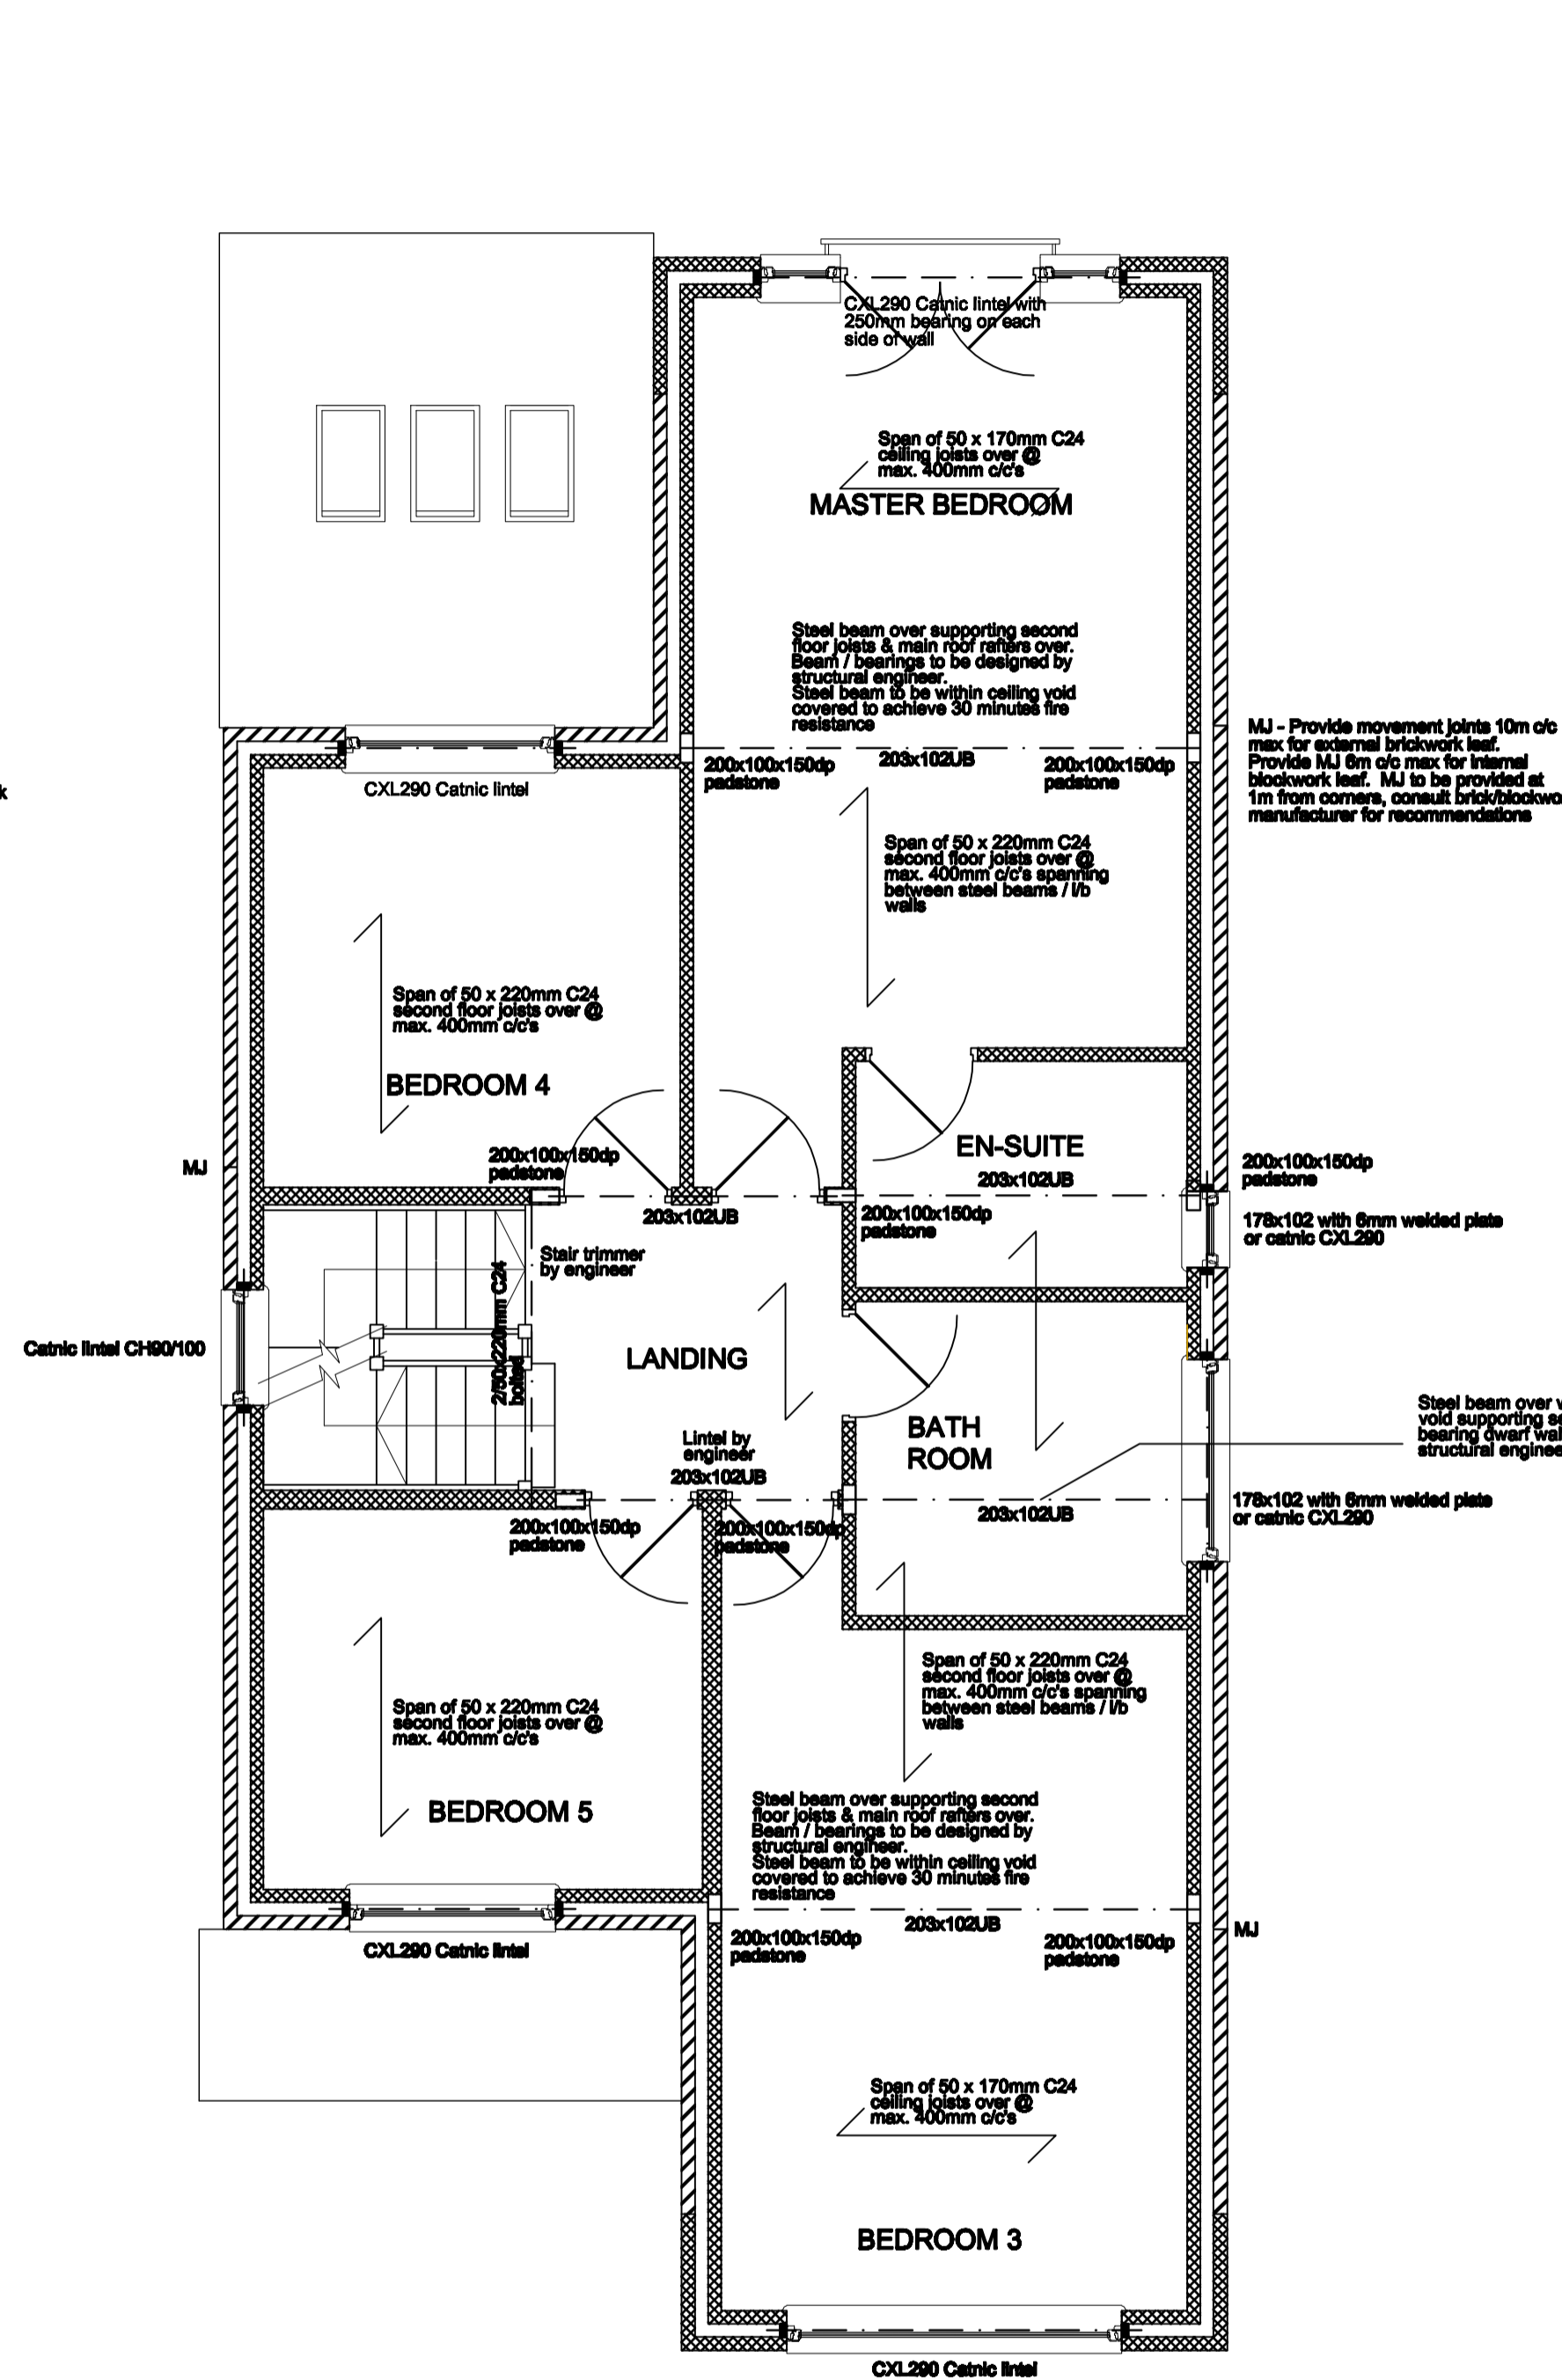 CXL290 Catnic lintel with
250mm bearing on each
side of wall
Span of 50 x 170mm C24
ceiling joists over @
max. 400mm c/c's
MASTER BEDROOM
Steel beam over supporting second
floor joists & main roof rafters over.
Beam / bearings to be designed by
structural engineer.
Steel beam to be within ceiling void
covered to achieve 30 minutes fire
resistance
MJ - Provide movement joints 10m c/c
max for external brickwork leaf.
Provide MJ 6m c/c max for internal
blockwork leaf. MJ to be provided at
1m from corners, consult brick/blockwo
manufacturer for recommendations
k
200x100x150dp
padstone
203x102UB
200x100x150dp
padstone
CXL290 Catnic lintel
Span of 50 x 220mm C24
second floor joists over @
max. 400mm c/c's spanning
between steel beams / l/b
walls
Span of 50 x 220mm C24
second floor joists over @
max. 400mm c/c's
BEDROOM 4
MJ
200x100x150dp
padstone
EN-SUITE
203x102UB
200x100x150dp
padstone
203x102UB
200x100x150dp
padstone
178x102 with 6mm welded plate
or catnic CXL290
Stair trimmer
by engineer
2/50x220mm C24
bolted
Catnic lintel CH90/100
LANDING
BATH
ROOM
Steel beam over
void supporting
bearing dwarf
structural
Lintel by
engineer
203x102UB
203x102UB
178x102 with 6mm welded plate
or catnic CXL290
200x100x150dp
padstone
200x100x150dp
padstone
Span of 50 x 220mm C24
second floor joists over @
max. 400mm c/c's spanning
between steel beams / l/b
walls
Span of 50 x 220mm C24
second floor joists over @
max. 400mm c/c's
BEDROOM 5
Steel beam over supporting second
floor joists & main roof rafters over.
Beam / bearings to be designed by
structural engineer.
Steel beam to be within ceiling void
covered to achieve 30 minutes fire
resistance
203x102UB
MJ
200x100x150dp
padstone
200x100x150dp
padstone
CXL290 Catnic lintel
Span of 50 x 170mm C24
ceiling joists over @
max. 400mm c/c's
BEDROOM 3
CXL290 Catnic lintel